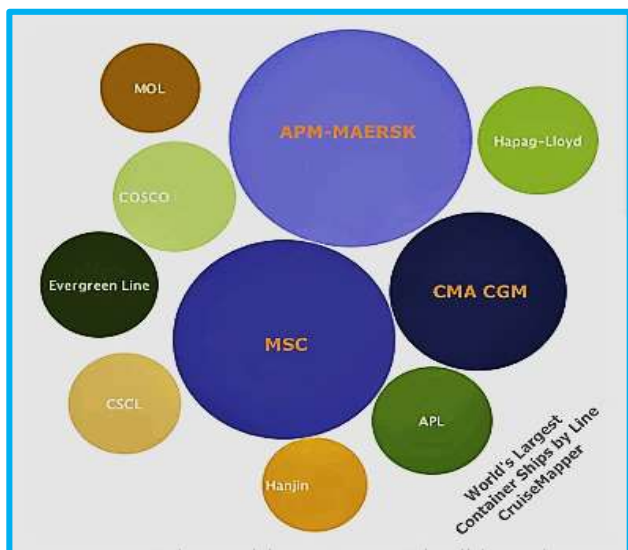 MOL
APM-MAERSK
Hapag-Lloyd
COSCO
Evergreen Line
CMA CGM
MSC
CSCL
APL
Hanjin
World's Largest
Container Ships by Line
CruiseMapper